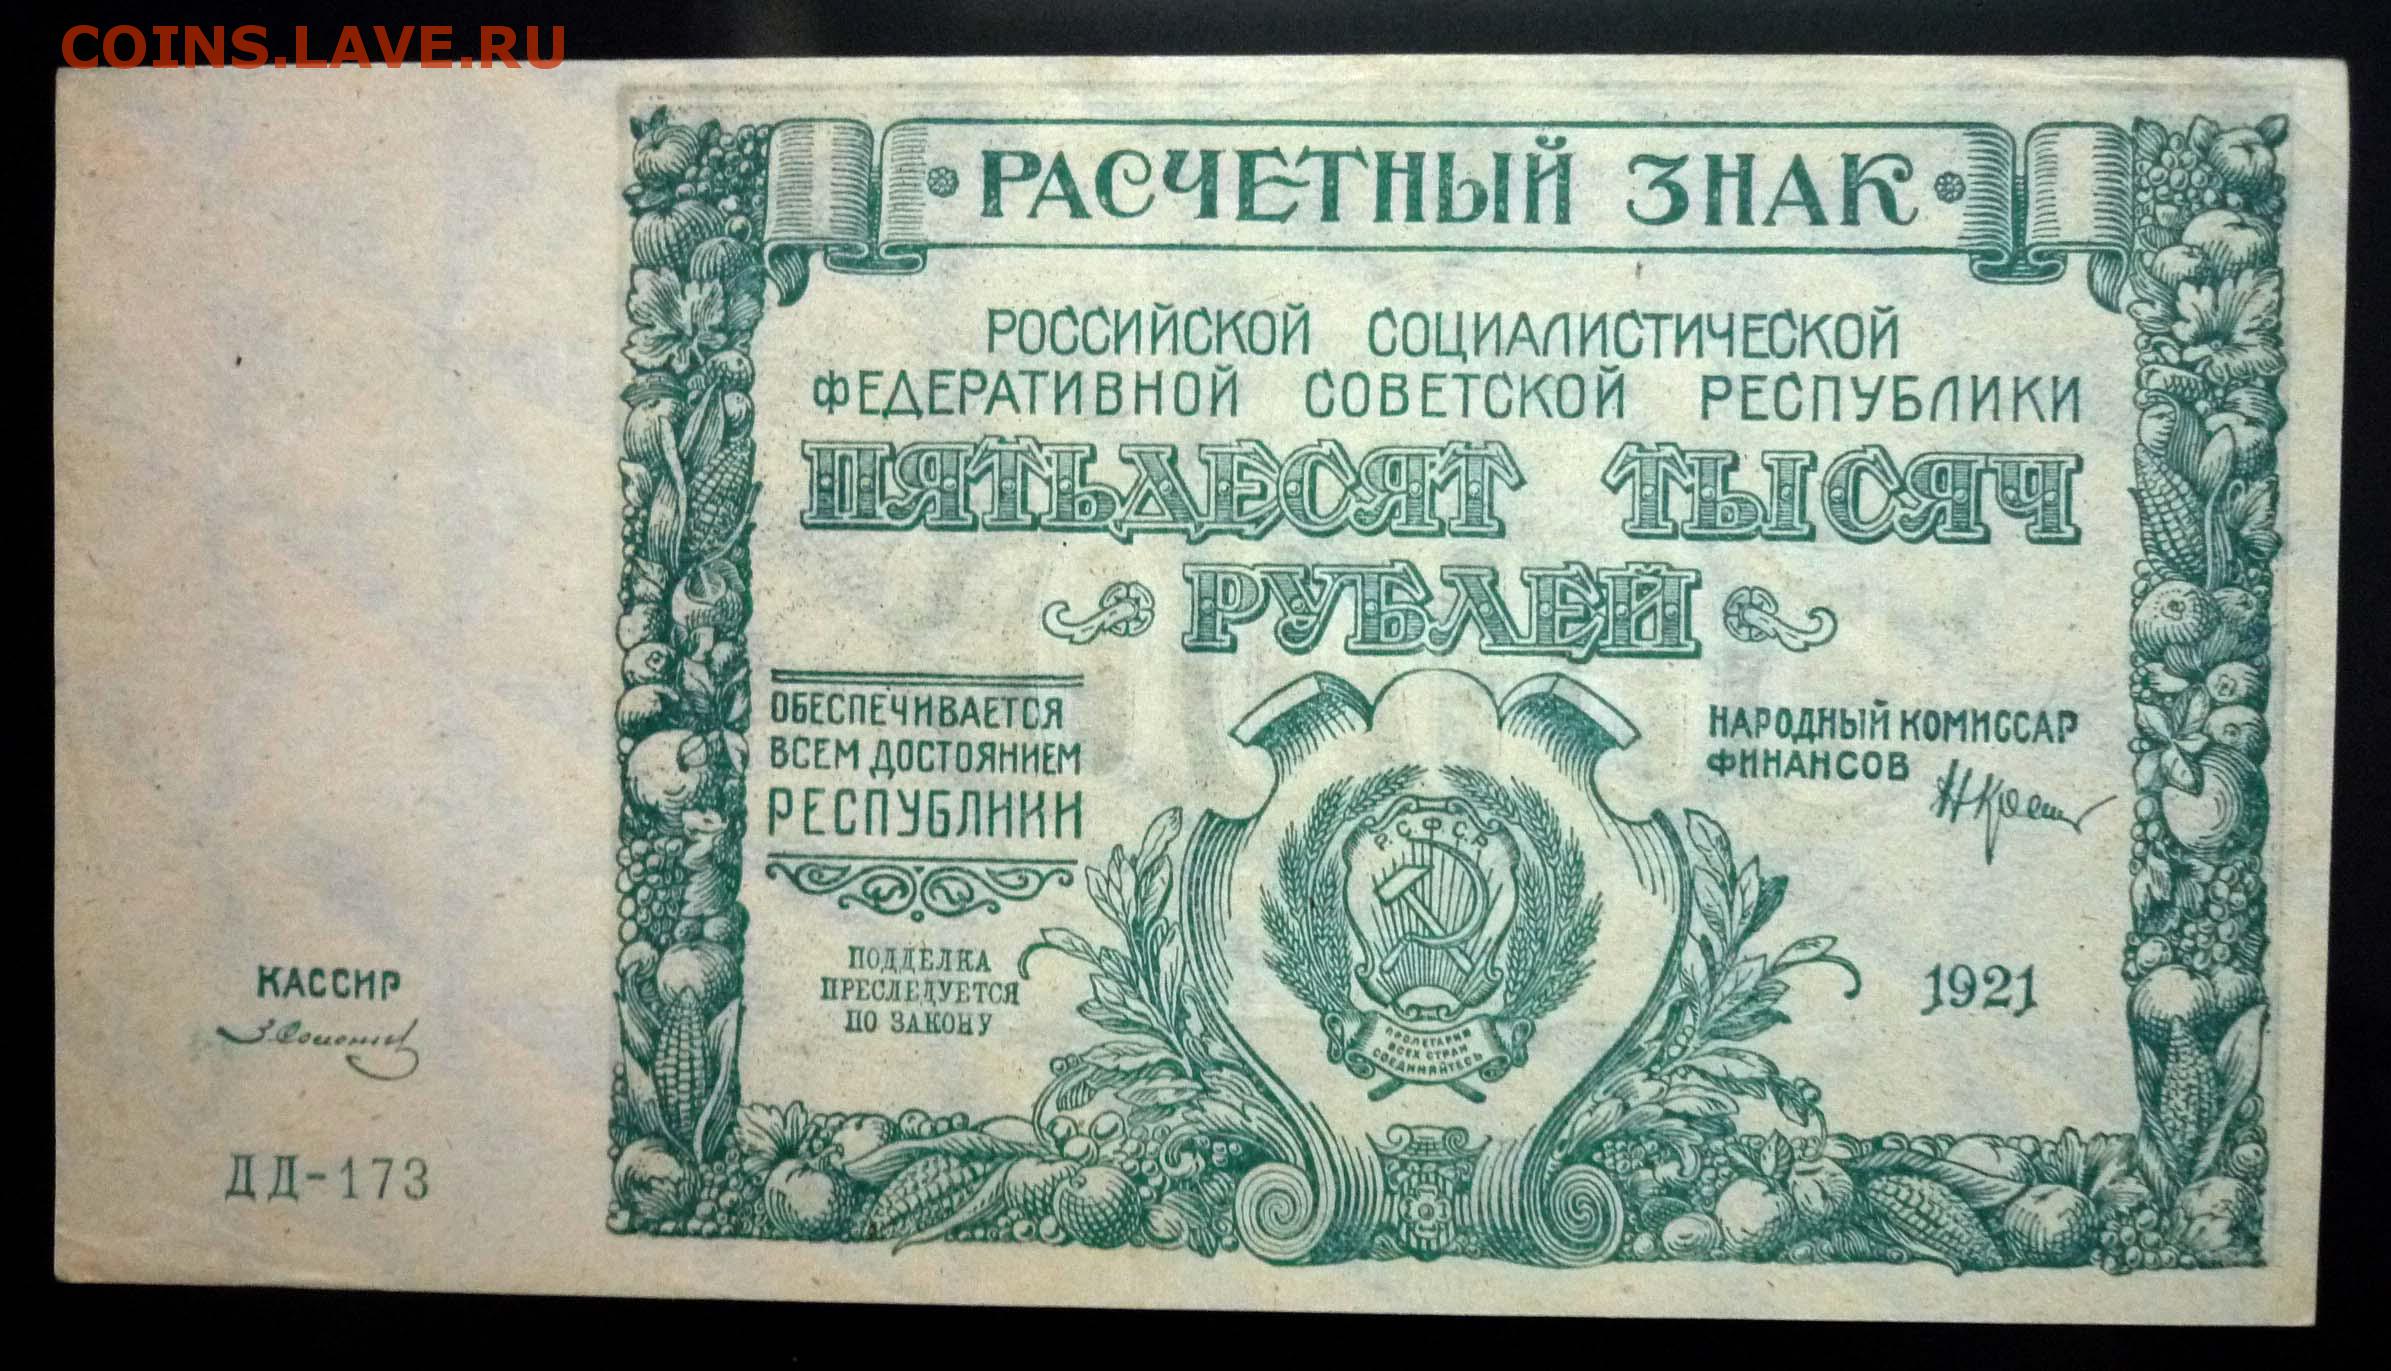 COINS.LAVE.RU
РАСЧЕТНЫЙ ЗНАК
РОССИЙСКОЙ СОЦИАЛИСТИЧЕСКОЙ
ФЕДЕРАТИВНОЙ СОВЕТСКОЙ РЕСПУБЛИКИ
ПЯТЬДЕСЯТ ТЫСЯЧ
РУБЛЕЙ
ОБЕСПЕЧИВАЕТСЯ
ВСЕМ ДОСТОЯНИЕМ
РЕСПУБЛИКИ
НАРОДНЫЙ КОМИССАР
ФИНАНСОВ
Р.С.Ф.С.Р.
ПОДДЕЛКА
ПРЕСЛЕДУЕТСЯ
ПО ЗАКОНУ
1921
ПРОЛЕТАРИИ
ВСЕХ СТРАН
СОЕДИНЯЙТЕСЬ
КАССИР
ДД-173